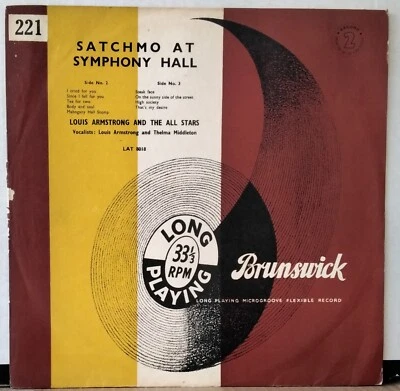 221
SATCHMO AT
SYMPHONY HALL
Side No. 2
I cried for you
Since I fell for you
Tea for two
Body and soul
Mahogany Hall Stomp
Side No. 3
Steak face
On the sunny side of the street
High society
That's my desire
LOUIS ARMSTRONG AND THE ALL STARS
Vocalists: Louis Armstrong and Thelma Middleton
LAT 8018
2
LONG
33⅓
RPM
PLAYING
Brunswick
LONG PLAYING MICROGROOVE FLEXIBLE RECORD